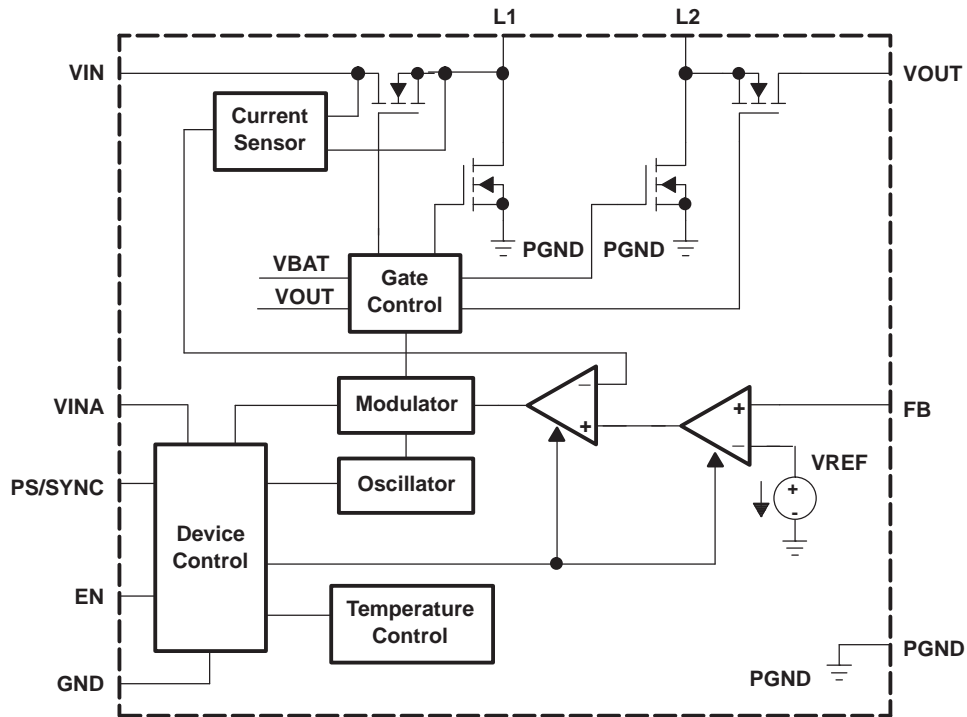 L1
L2
VIN
VOUT
Current
Sensor
PGND
PGND
VBAT
VOUT
Gate
Control
VINA
Modulator
–
+
+
–
FB
VREF
PS/SYNC
Oscillator
+
-
Device
Control
EN
Temperature
Control
PGND
PGND
GND